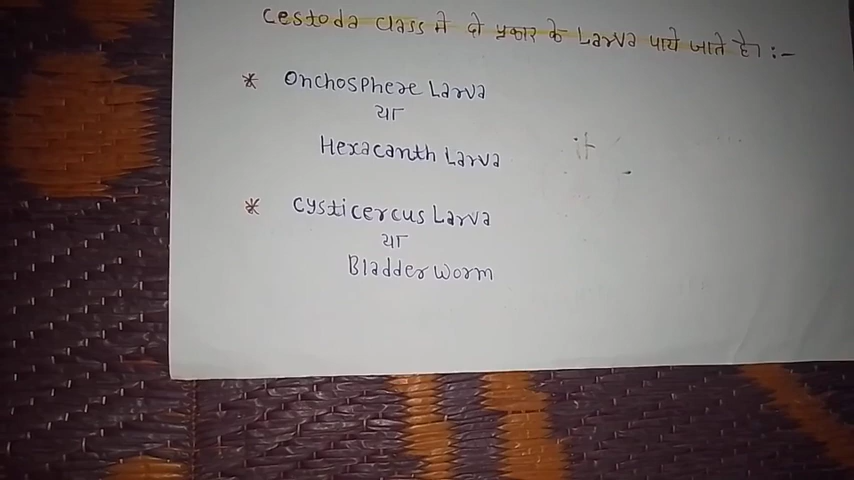 Cestoda class मे दो प्रकार के Larva पाये जाते है। :-
* Onchosphere Larva
या
Hexacanth Larva
* Cysticercus Larva
या
Bladder worm